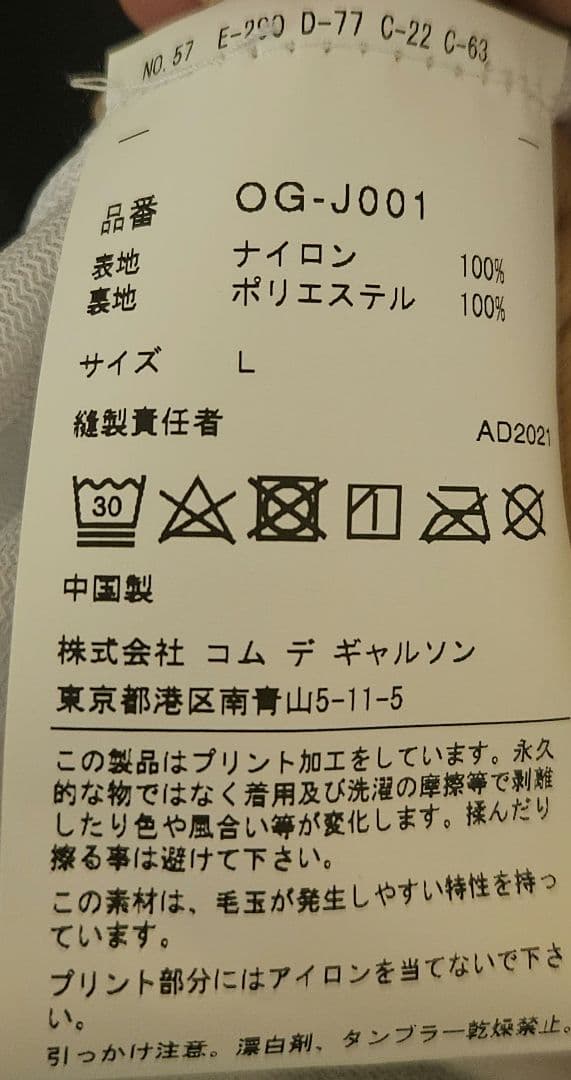 NO. 57 E-290 D-77 C-22 C-63
品番 OG-J001
表地 ナイロン 100%
裏地 ポリエステル 100%
サイズ L
縫製責任者 AD2021
30
中国製
株式会社 コム デ ギャルソン
東京都港区南青山5-11-5
この製品はプリント加工をしています。永久
的な物ではなく着用及び洗濯の摩擦等で剥離
したり色や風合い等が変化します。揉んだり
擦る事は避けて下さい。
この素材は、毛玉が発生しやすい特性を持っ
ています。
プリント部分にはアイロンを当てないで下さ
い。
引っかけ注意。漂白剤、タンブラー乾燥禁止。